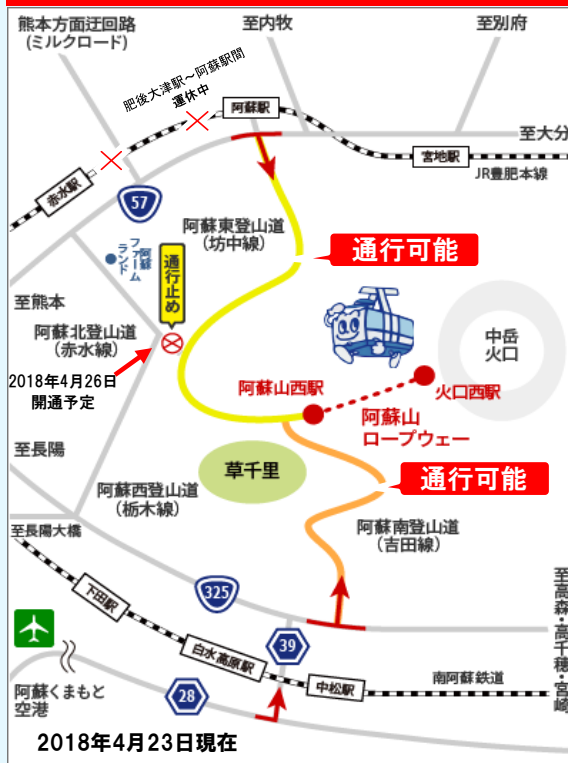 熊本方面迂回路
(ミルクロード)
至内牧
至別府
肥後大津駅～阿蘇駅間
運休中
阿蘇駅
至大分
宮地駅
JR豊肥本線
赤水駅
57
阿蘇東登山道
(坊中線)
通行可能
阿蘇
ファーム
ランド
通行止め
至熊本
阿蘇北登山道
(赤水線)
中岳
火口
2018年4月26日
開通予定
阿蘇山西駅
火口西駅
阿蘇山
ロープウェー
至長陽
草千里
通行可能
阿蘇西登山道
(栃木線)
阿蘇南登山道
(吉田線)
至長陽大橋
下田駅
325
至高森・高千穂・宮崎
39
白水高原駅
中松駅
南阿蘇鉄道
阿蘇くまもと
空港
28
2018年4月23日現在